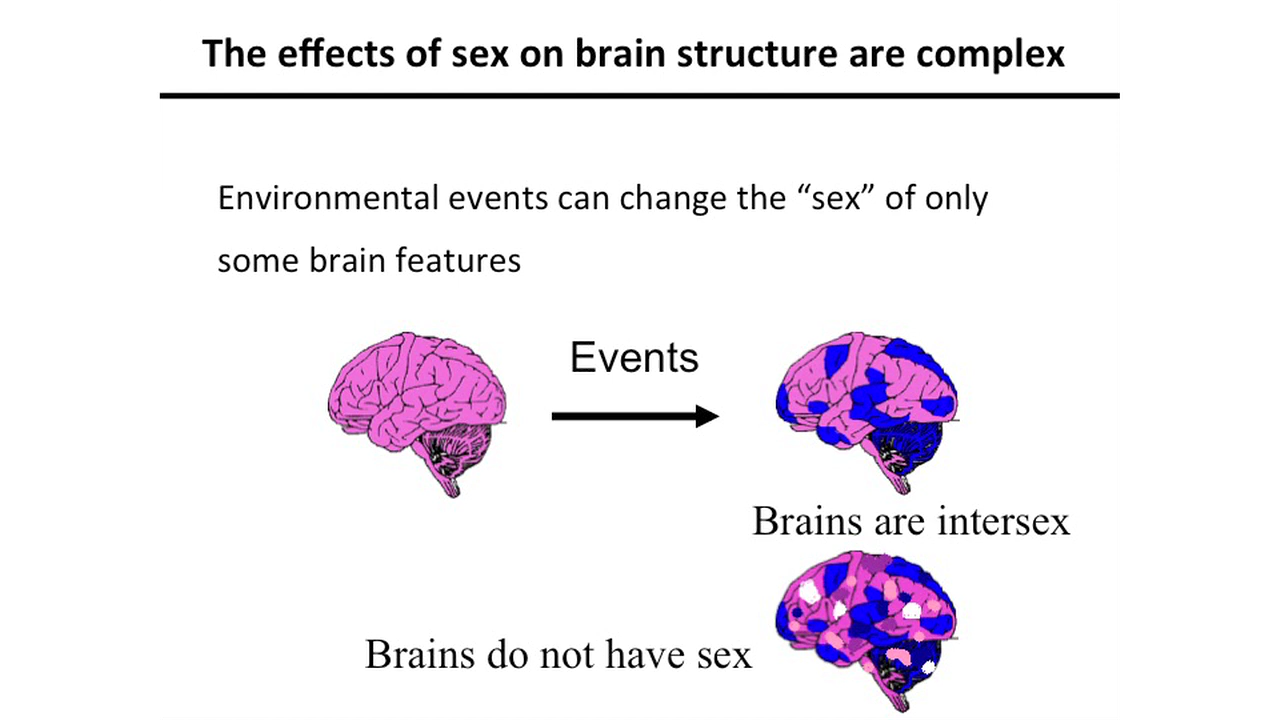 The effects of sex on brain structure are complex
Environmental events can change the “sex” of only
some brain features
Events
Brains are intersex
Brains do not have sex